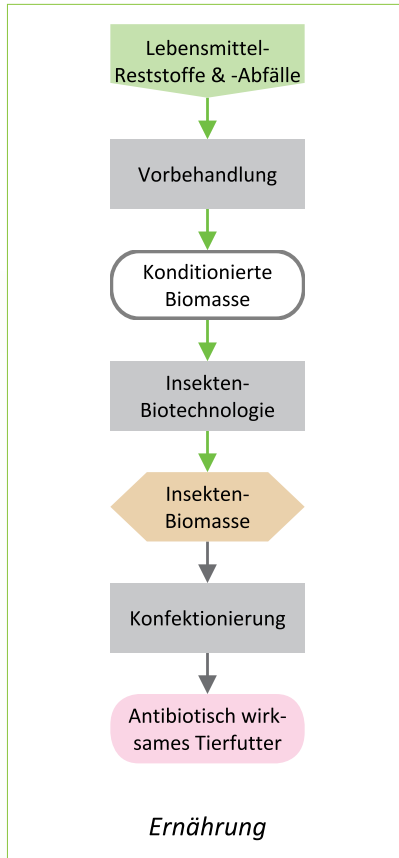 Lebensmittel-
Reststoffe & -Abfälle
Vorbehandlung
Konditionierte
Biomasse
Insekten-
Biotechnologie
Insekten-
Biomasse
Konfektionierung
Antibiotisch wirk-
sames Tierfutter
Ernährung